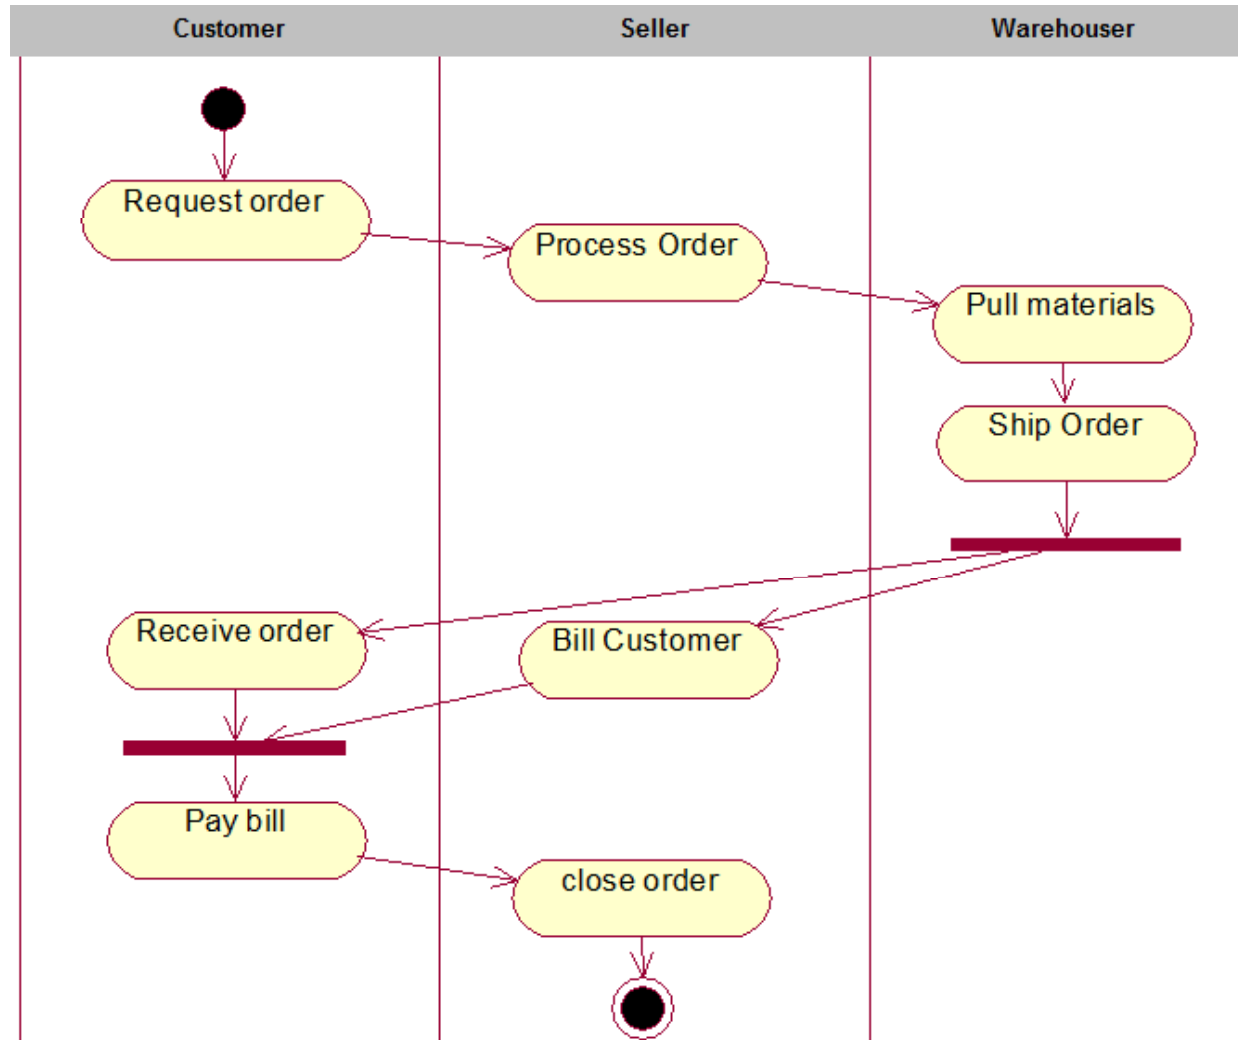 Customer
Seller
Warehouser
Request order
Process Order
Pull materials
Ship Order
Receive order
Bill Customer
Pay bill
close order